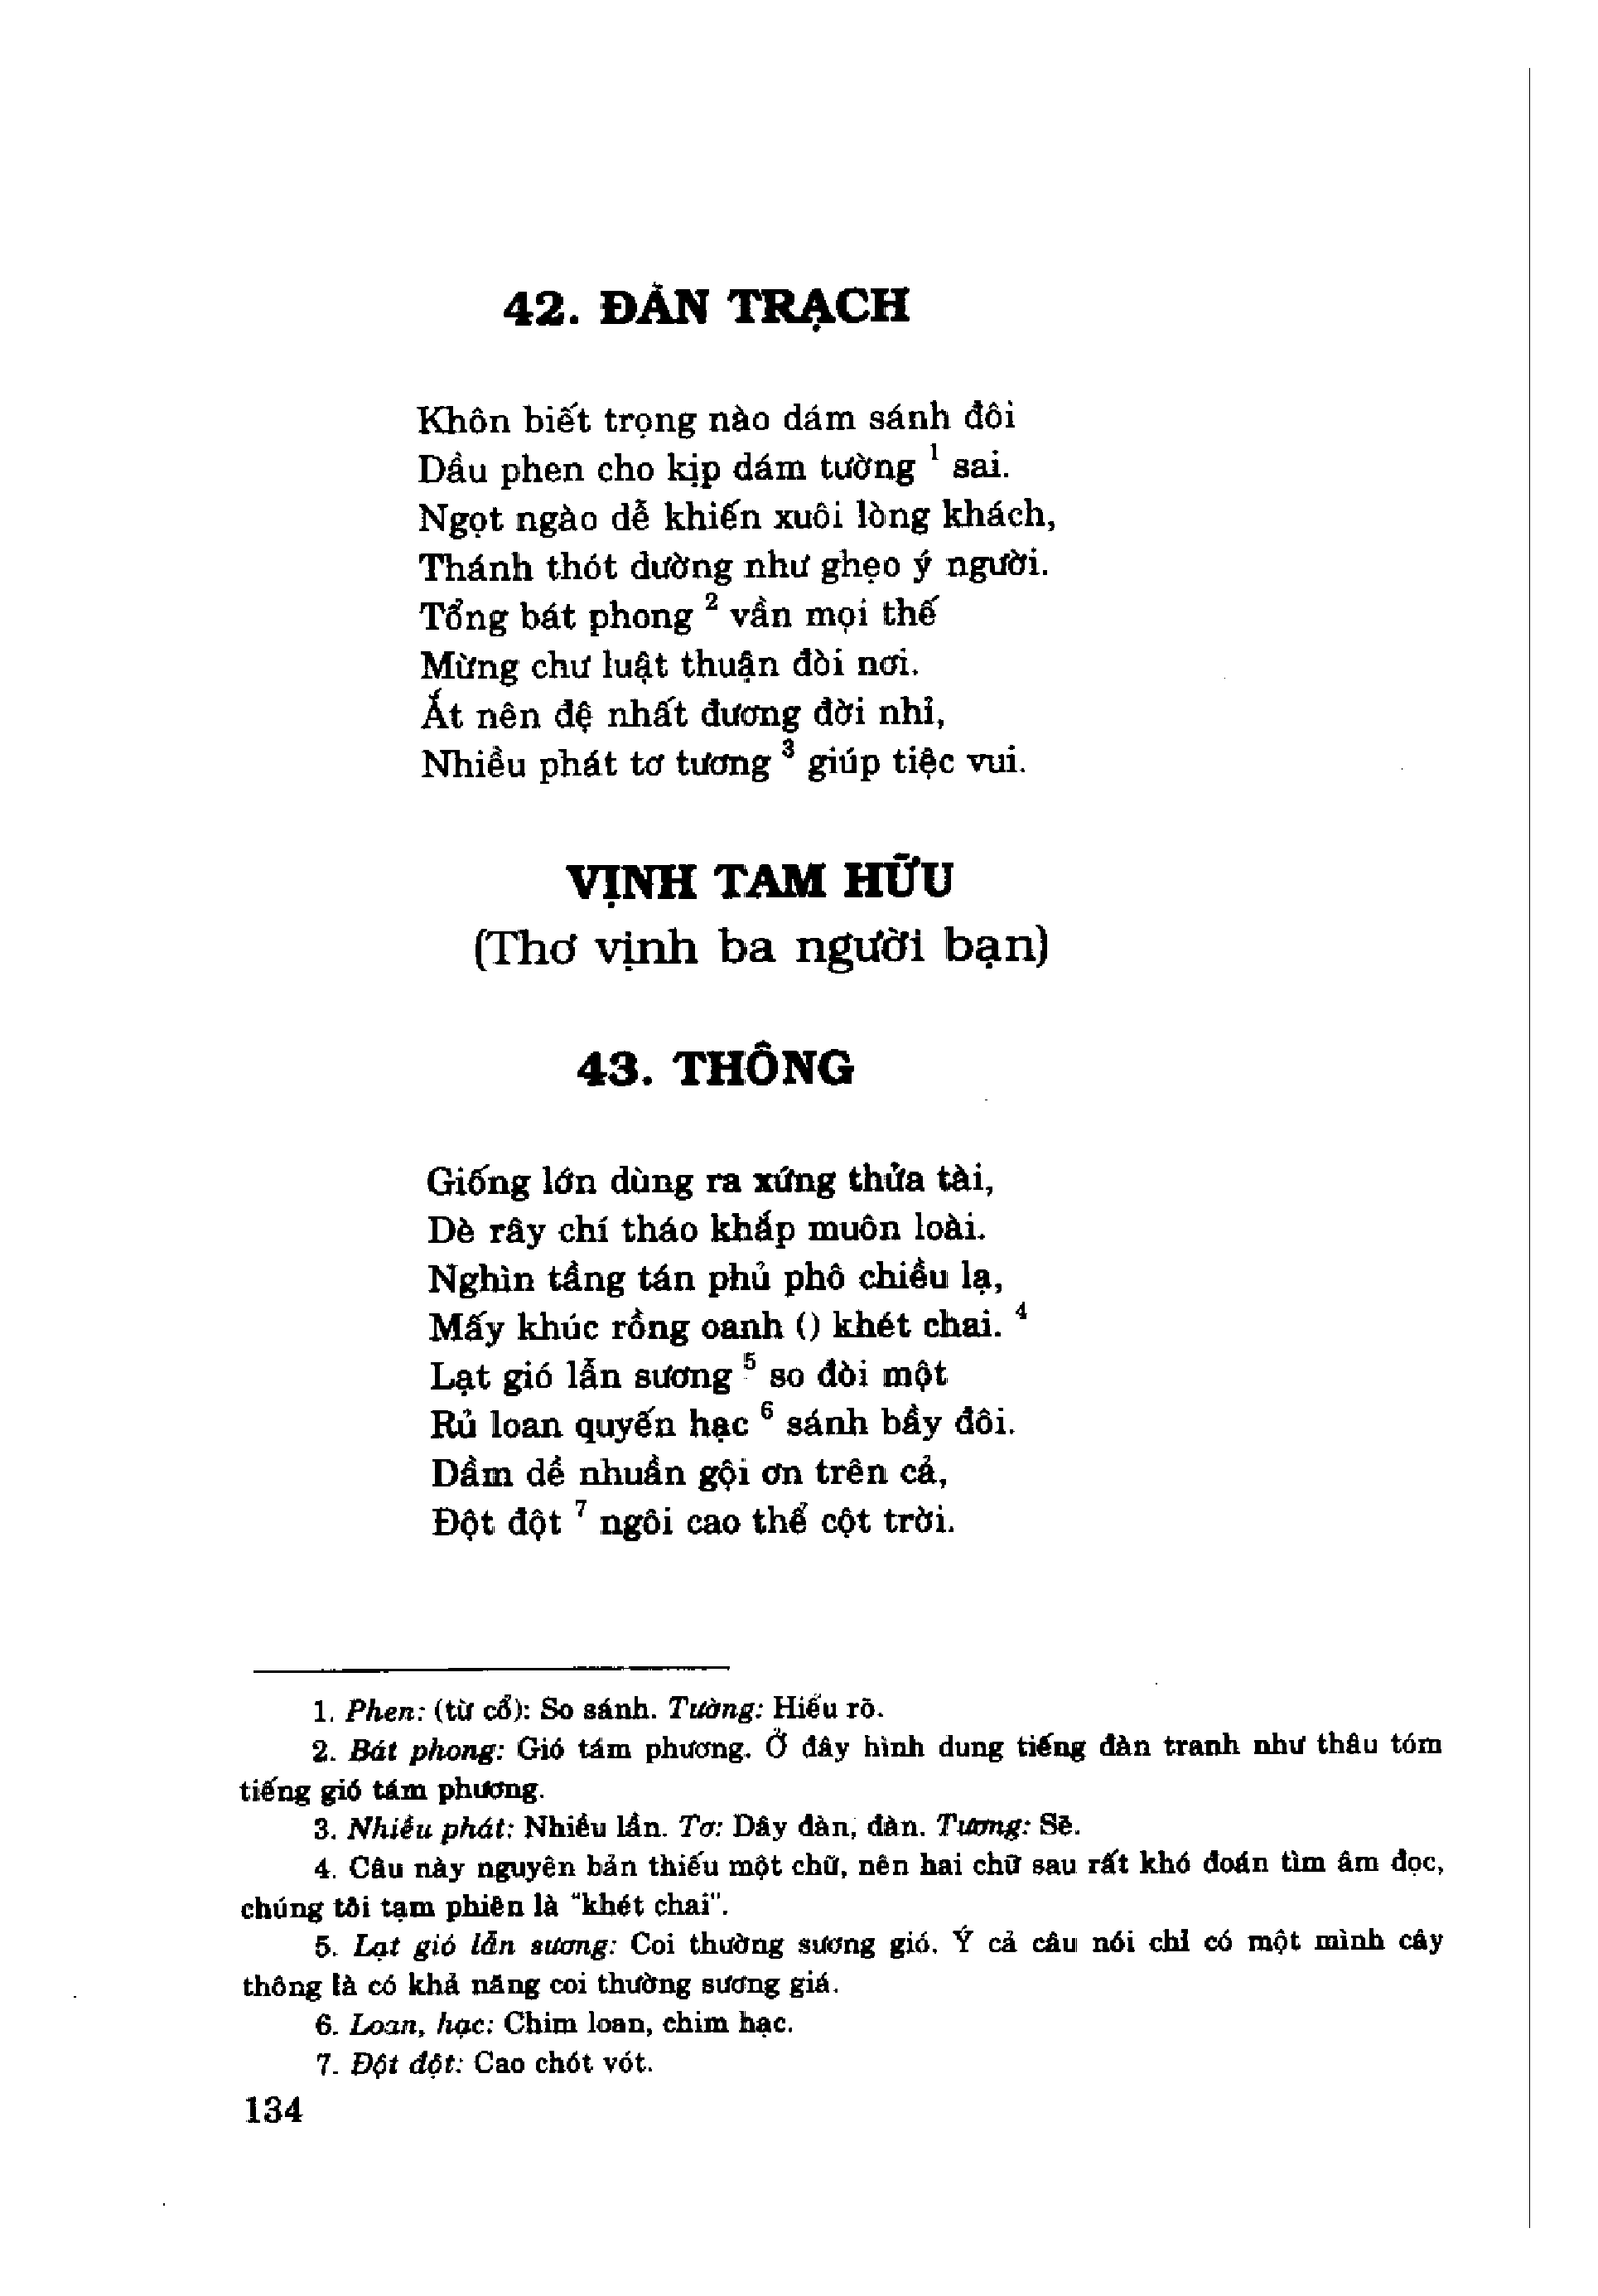 42. ĐÀN TRẠCH
Khôn biết trọng nào dám sánh đôi
Dầu phen cho kịp dám tường ¹ sai.
Ngọt ngào dễ khiến xuôi lòng khách,
Thánh thót dường như ghẹo ý người.
Tổng bát phong ² vần mọi thế
Mừng chư luật thuận đòi nơi.
Ắt nên đệ nhất đương đời nhỉ,
Nhiều phát tơ tương ³ giúp tiệc vui.
VỊNH TAM HỮU
(Thơ vịnh ba người bạn)
43. THÔNG
Giống lớn dùng ra xứng thửa tài,
Dè rây chí tháo khắp muôn loài.
Nghìn tầng tán phủ phô chiều lạ,
Mấy khúc rồng oanh () khét chai. ⁴
Lạt gió lẫn sương ⁵ so đòi một
Rủ loan quyến hạc ⁶ sánh bầy đôi.
Dầm dề nhuần gội ơn trên cả,
Đột đột ⁷ ngôi cao thể cột trời.
1. Phen: (từ cổ): So sánh. Tường: Hiểu rõ.
2. Bát phong: Gió tám phương. Ở đây hình dung tiếng đàn tranh như thâu tóm
tiếng gió tám phương.
3. Nhiều phát: Nhiều lần. Tơ: Dây đàn, đàn. Tương: Sẽ.
4. Câu này nguyên bản thiếu một chữ, nên hai chữ sau rất khó đoán tìm âm đọc,
chúng tôi tạm phiên là "khét chai".
5. Lạt gió lẫn sương: Coi thường sương gió. Ý cả câu nói chỉ có một mình cây
thông là có khả năng coi thường sương giá.
6. Loan, hạc: Chim loan, chim hạc.
7. Đột đột: Cao chót vót.
134